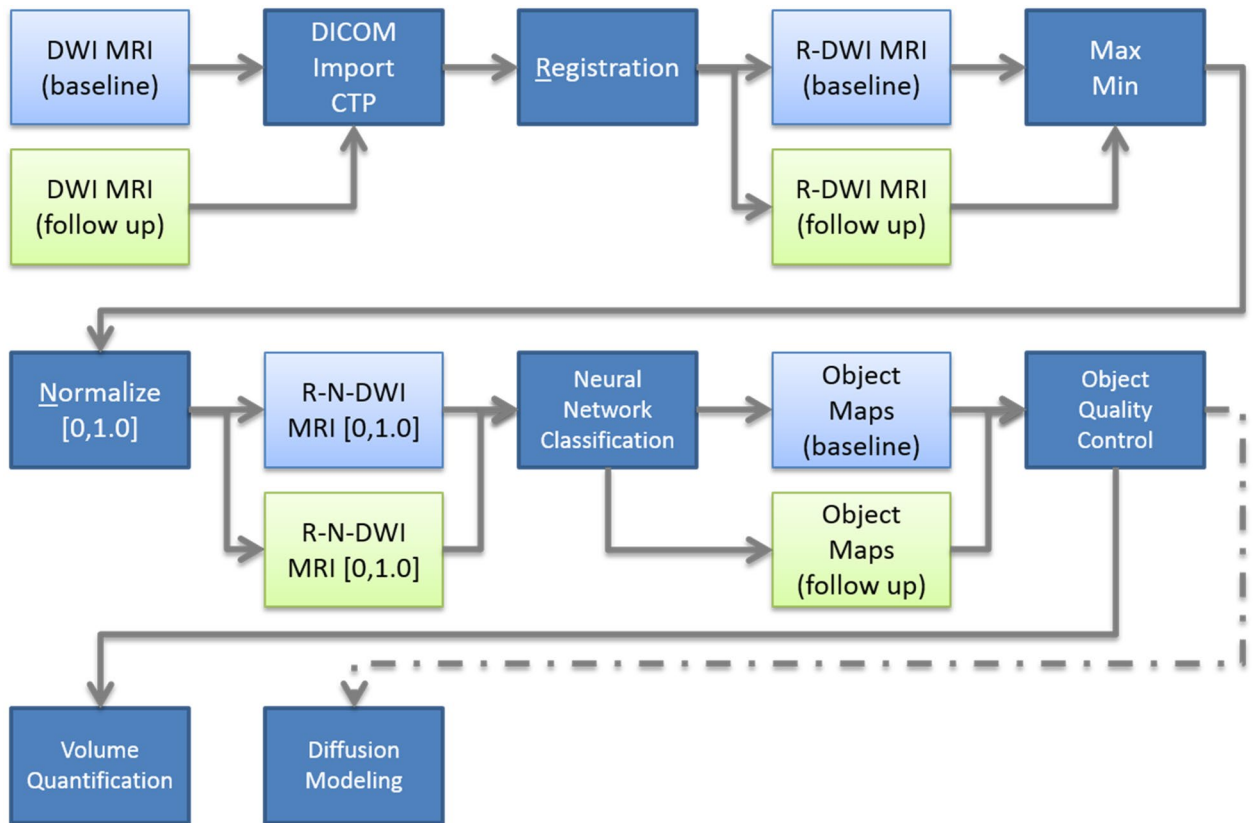 DWI MRI
(baseline)
DICOM
Import
CTP
Registration
R-DWI MRI
(baseline)
Max
Min
DWI MRI
(follow up)
R-DWI MRI
(follow up)
Normalize
[0,1.0]
R-N-DWI
MRI [0,1.0]
Neural
Network
Classification
Object
Maps
(baseline)
Object
Quality
Control
R-N-DWI
MRI [0,1.0]
Object
Maps
(follow up)
Volume
Quantification
Diffusion
Modeling